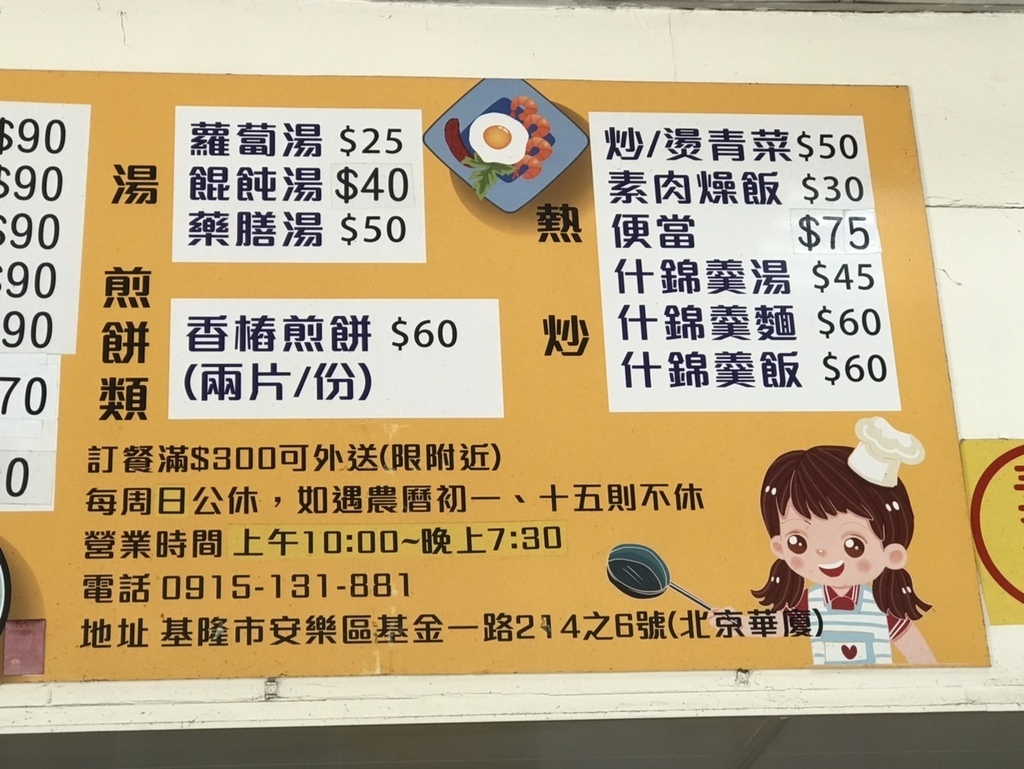 $90
$90
$90
$90
90
70
0
湯
蘿蔔湯 $25
餛飩湯 $40
藥膳湯 $50
煎餅類
香椿煎餅 $60
(兩片/份)
熱炒
炒/燙青菜 $50
素肉燥飯 $30
便當 $75
什錦羹湯 $45
什錦羹麵 $60
什錦羹飯 $60
訂餐滿$300可外送(限附近)
每周日公休，如遇農曆初一、十五則不休
營業時間 上午10:00~晚上7:30
電話 0915-131-881
地址 基隆市安樂區基金一路214之6號(北京華廈)